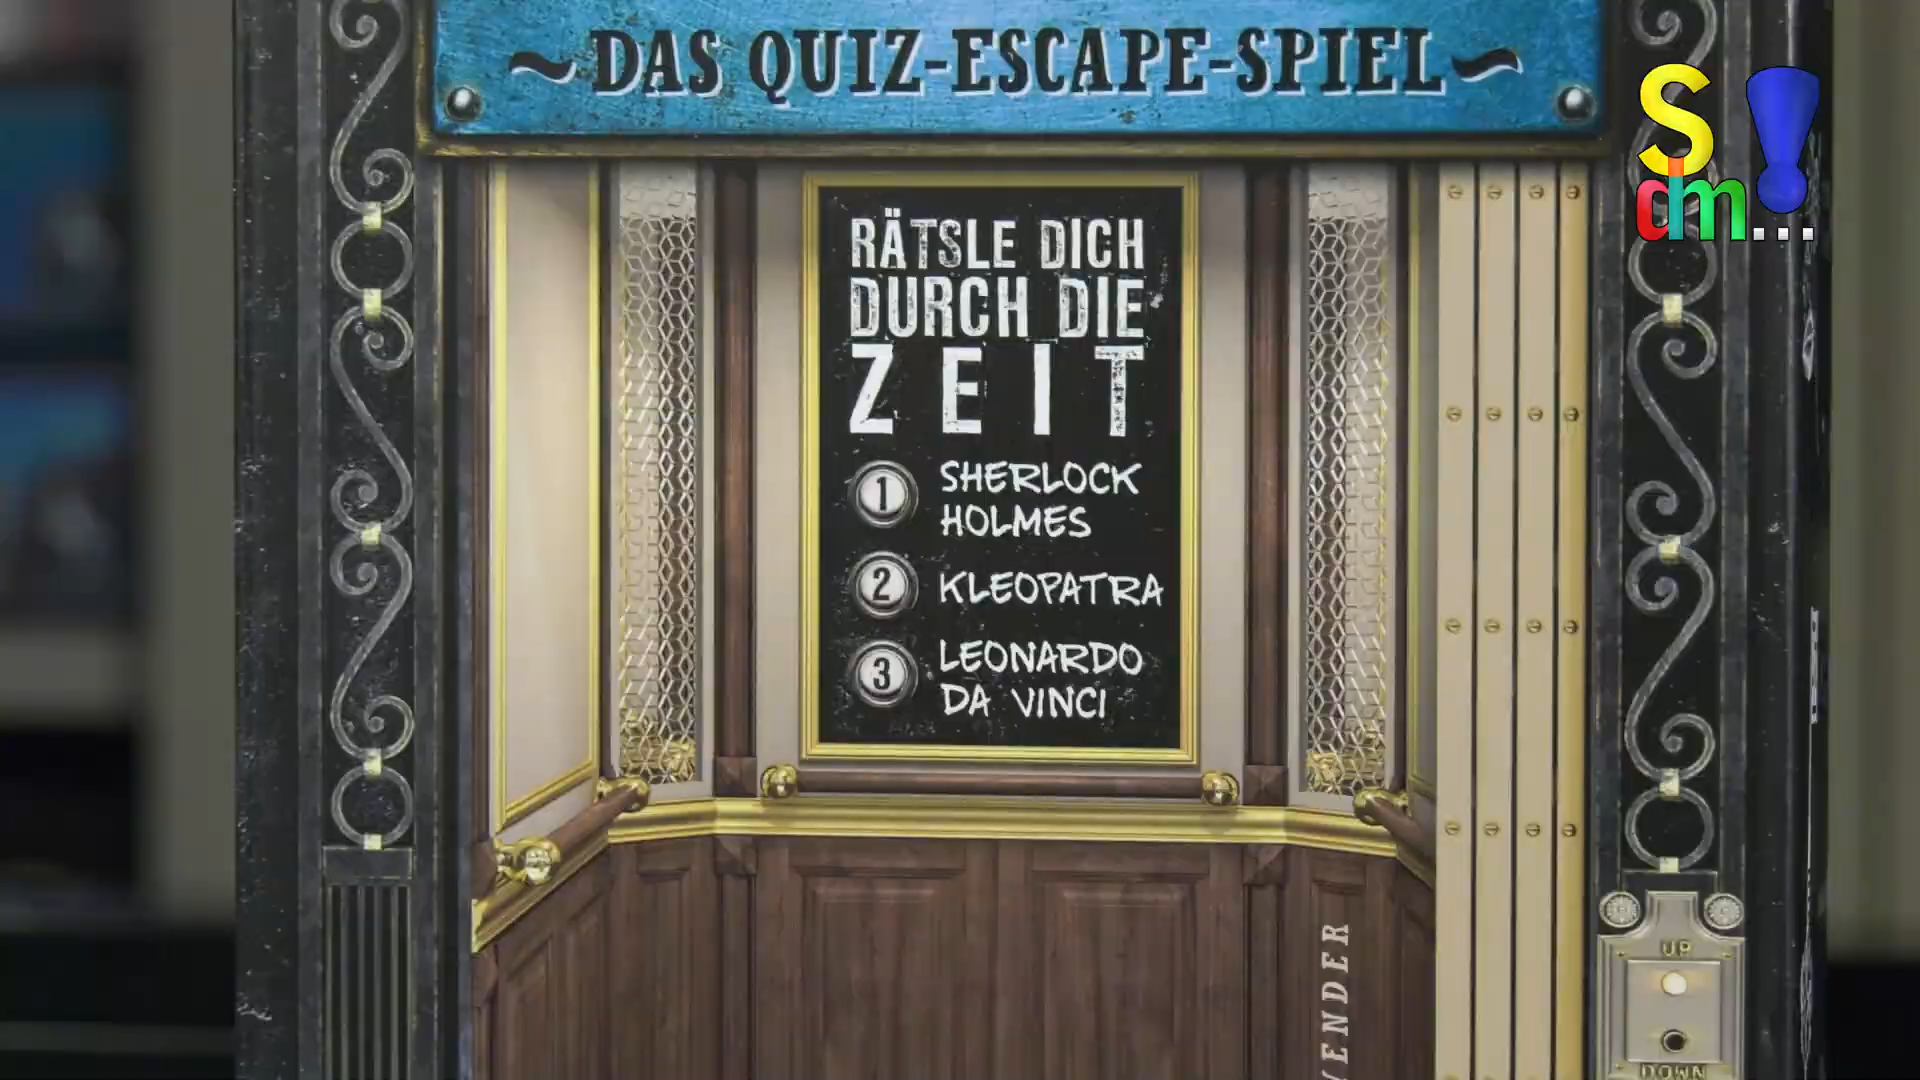 ~DAS QUIZ-ESCAPE-SPIEL~
Sdm...!
RÄTSLE DICH
DURCH DIE
ZEIT
1 SHERLOCK
HOLMES
2 KLEOPATRA
3 LEONARDO
DA VINCI
UP
DOWN